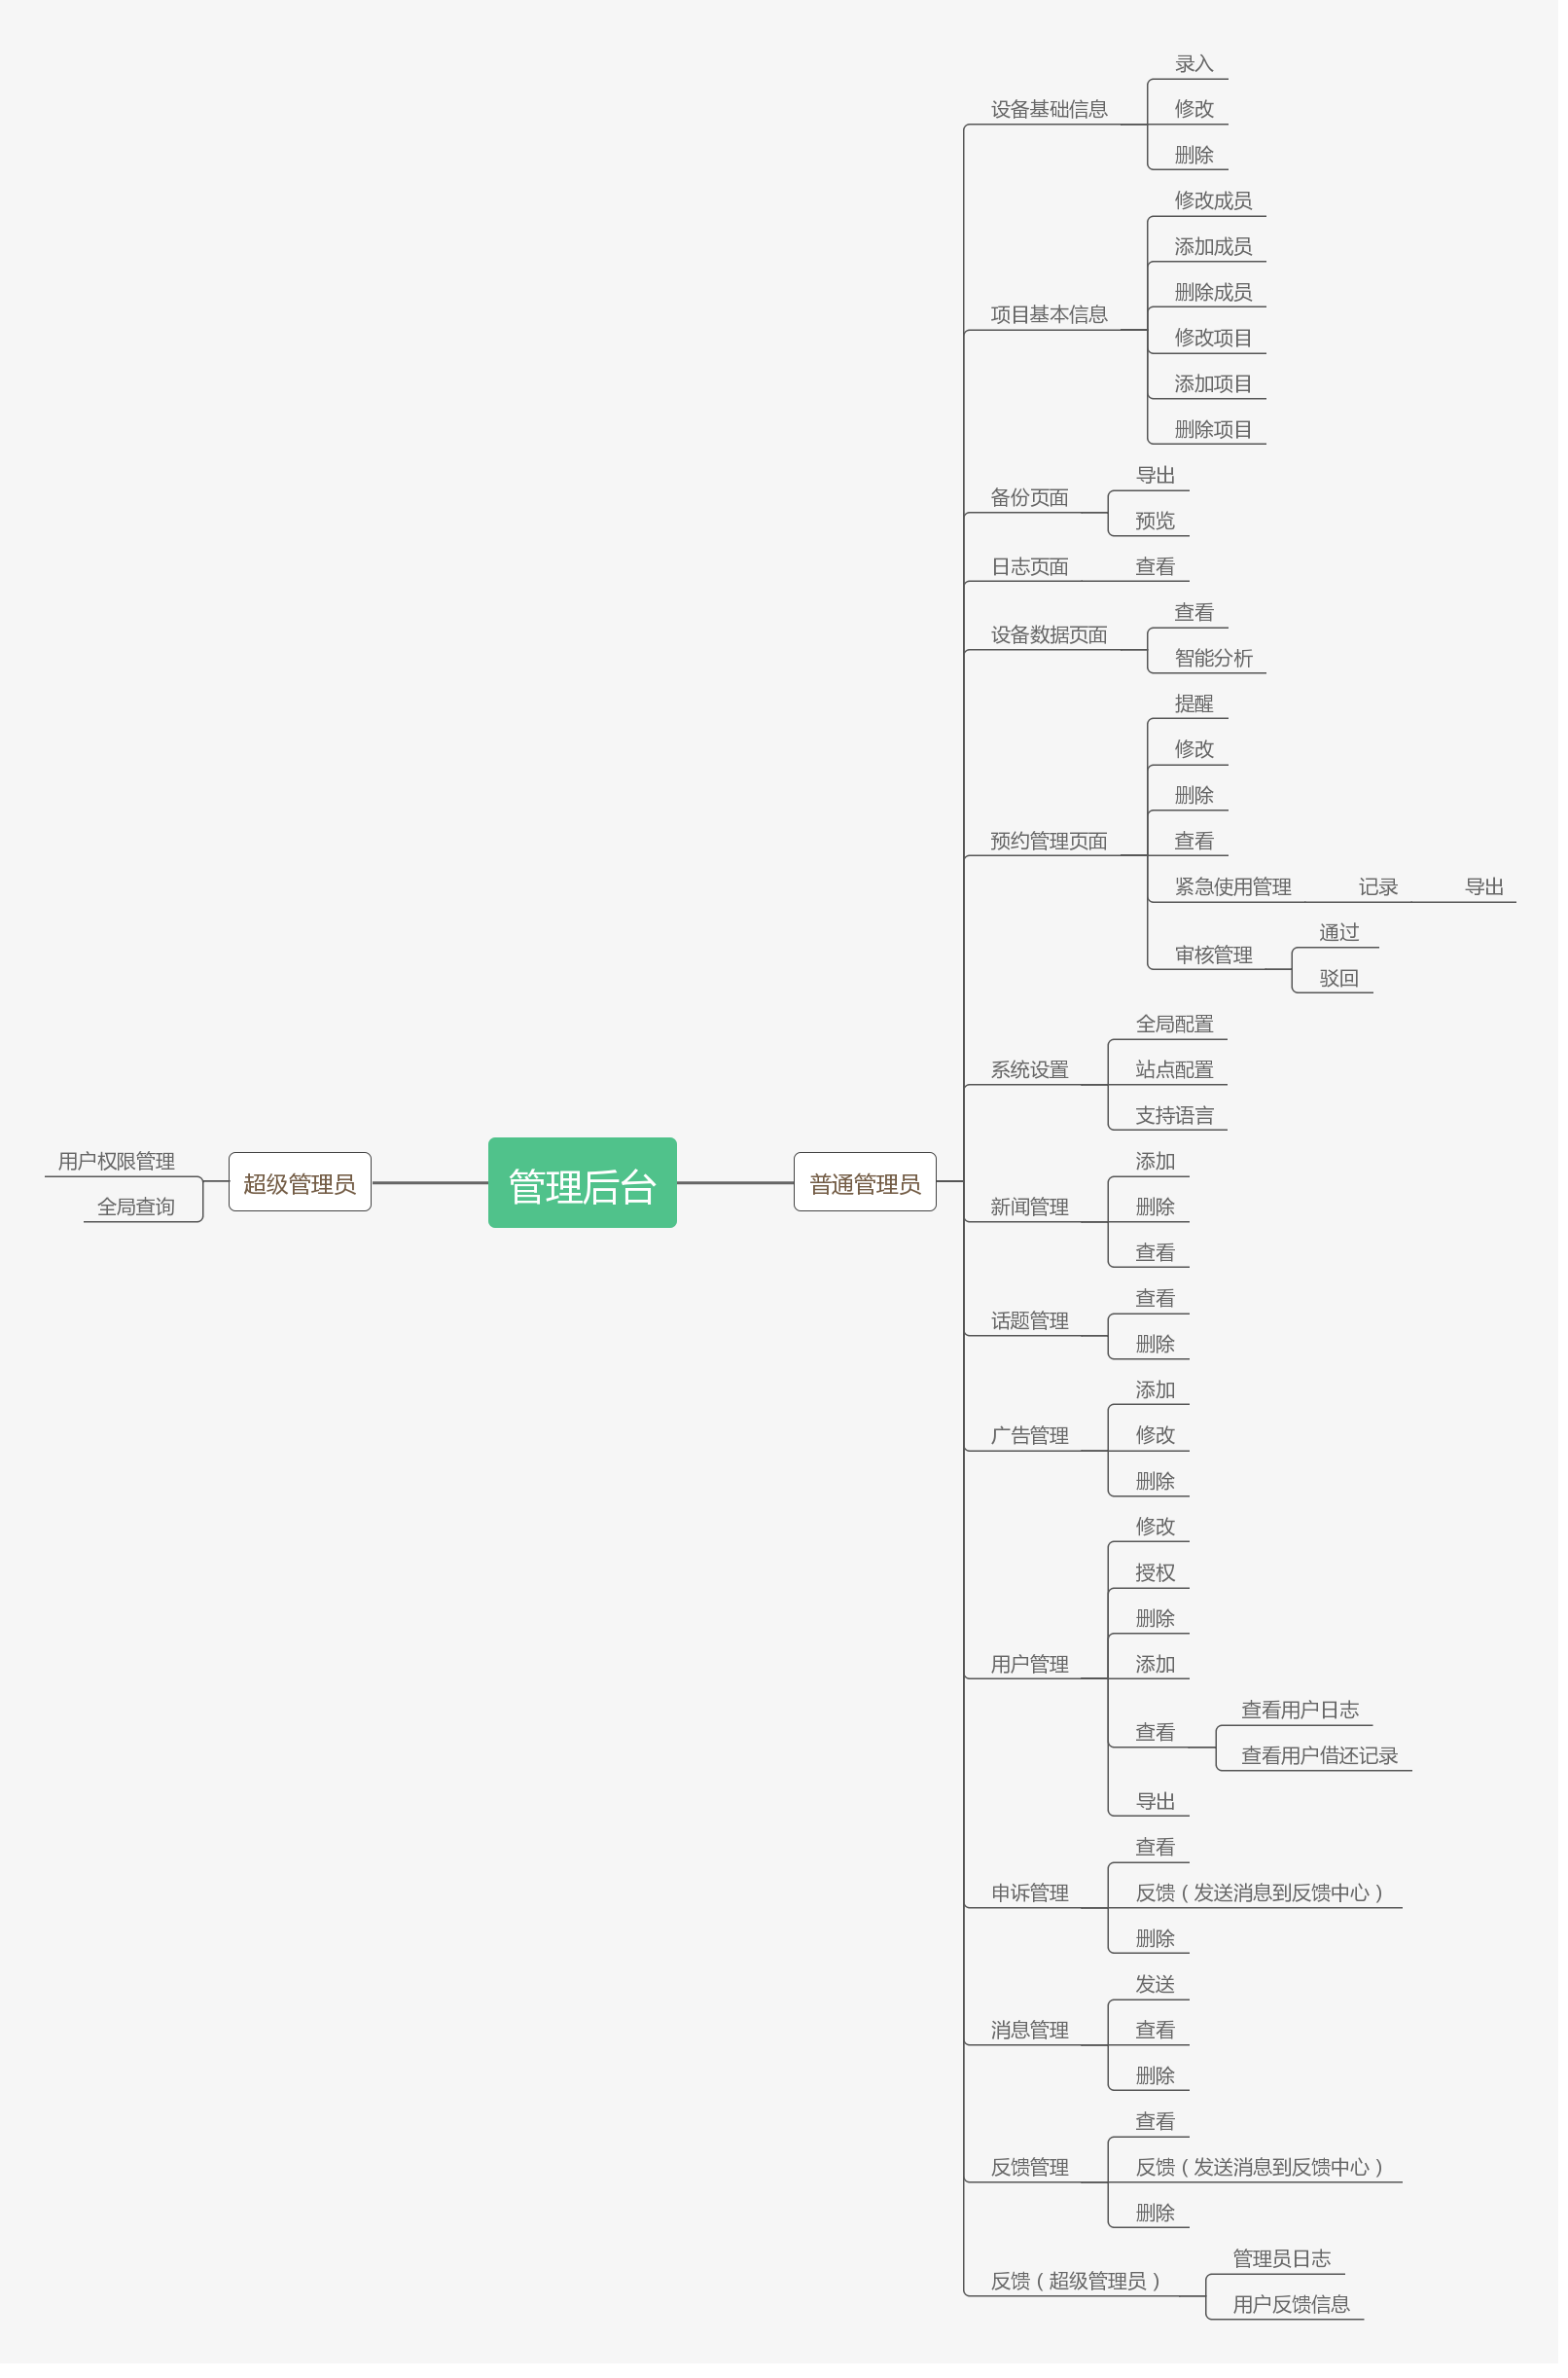 管理后台
超级管理员
用户权限管理
全局查询
普通管理员
设备基础信息
录入
修改
删除
项目基本信息
修改成员
添加成员
删除成员
修改项目
添加项目
删除项目
备份页面
导出
预览
日志页面
查看
设备数据页面
查看
智能分析
预约管理页面
提醒
修改
删除
查看
紧急使用管理
记录
导出
审核管理
通过
驳回
系统设置
全局配置
站点配置
支持语言
新闻管理
添加
删除
查看
话题管理
查看
删除
广告管理
添加
修改
删除
用户管理
修改
授权
删除
添加
查看
查看用户日志
查看用户借还记录
导出
申诉管理
查看
反馈（发送消息到反馈中心）
删除
消息管理
发送
查看
删除
反馈管理
查看
反馈（发送消息到反馈中心）
删除
反馈（超级管理员）
管理员日志
用户反馈信息